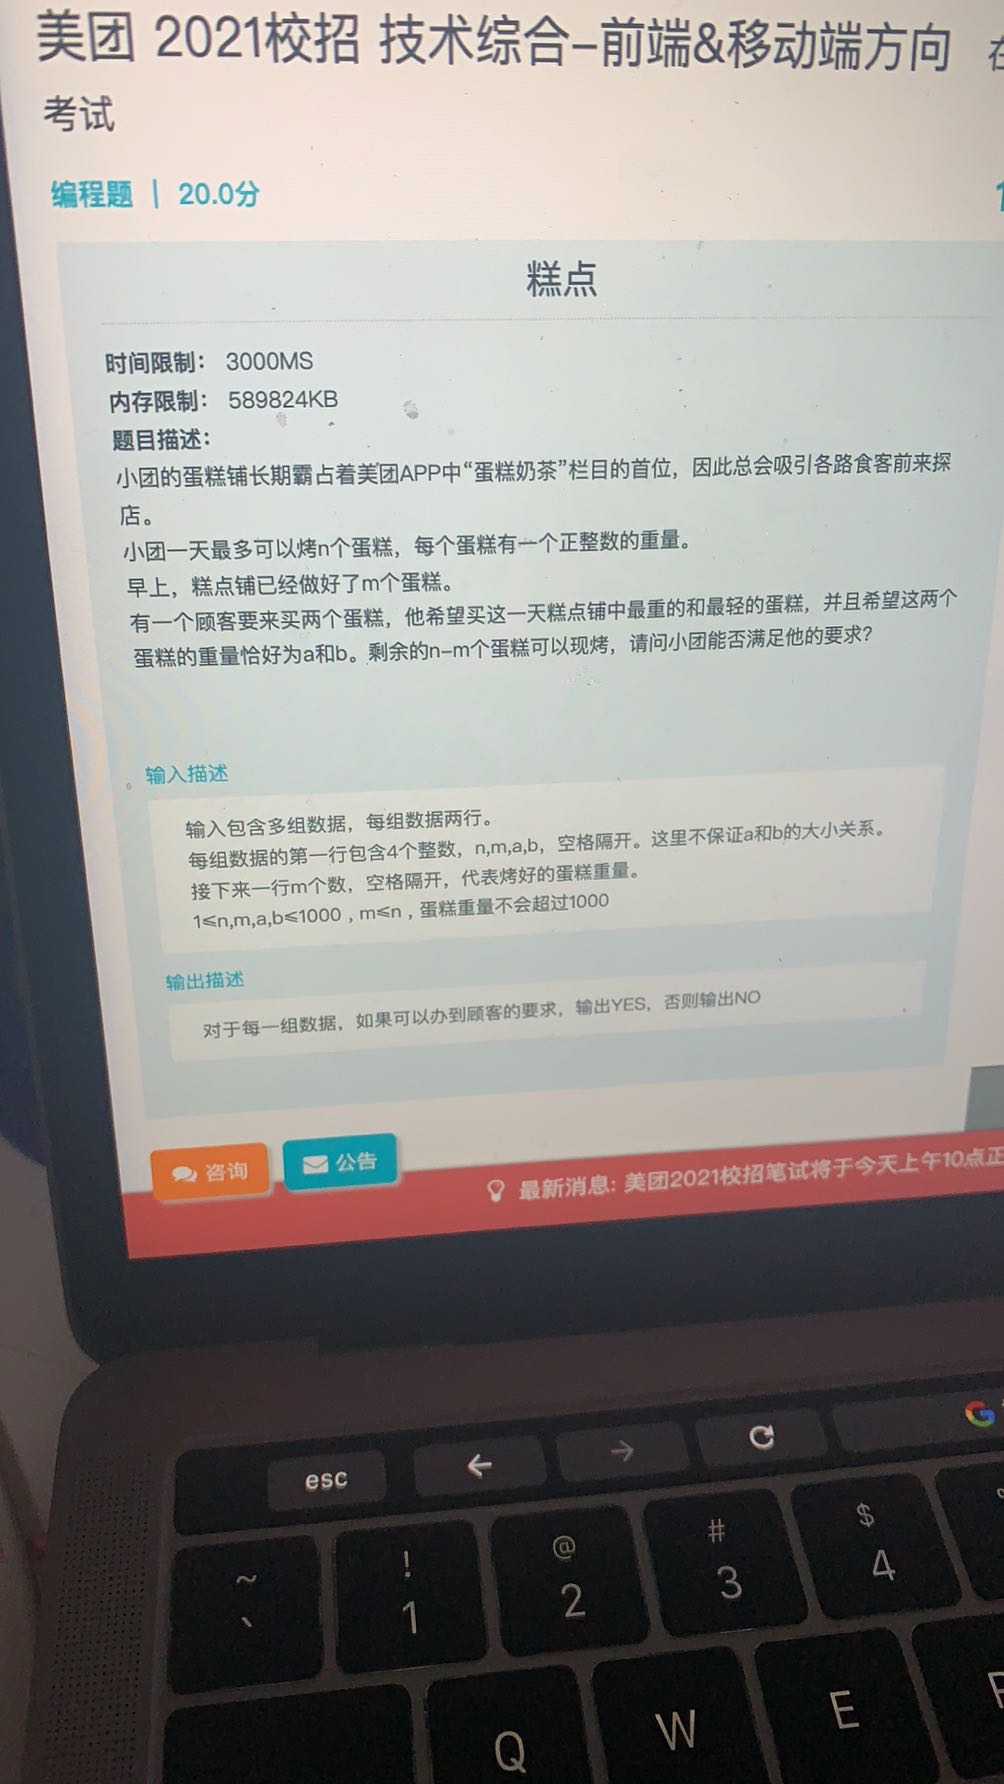 美团 2021校招 技术综合-前端&移动端方向
考试
编程题 | 20.0分
糕点
时间限制： 3000MS
内存限制： 589824KB
题目描述：
小团的蛋糕铺长期霸占着美团APP中“蛋糕奶茶”栏目的首位，因此总会吸引各路食客前来探
店。
小团一天最多可以烤n个蛋糕，每个蛋糕有一个正整数的重量。
早上，糕点铺已经做好了m个蛋糕。
有一个顾客要来买两个蛋糕，他希望买这一天糕点铺中最重的和最轻的蛋糕，并且希望这两个
蛋糕的重量恰好为a和b。剩余的n-m个蛋糕可以现烤，请问小团能否满足他的要求？
输入描述
输入包含多组数据，每组数据两行。
每组数据的第一行包含4个整数，n,m,a,b，空格隔开。这里不保证a和b的大小关系。
接下来一行m个数，空格隔开，代表烤好的蛋糕重量。
1≤n,m,a,b≤1000 , m≤n , 蛋糕重量不会超过1000
输出描述
对于每一组数据，如果可以办到顾客的要求，输出YES，否则输出NO
咨询 公告
最新消息: 美团2021校招笔试将于今天上午10点正
esc ← → G
~ ! @ # $
` 1 2 3 4
Q W E